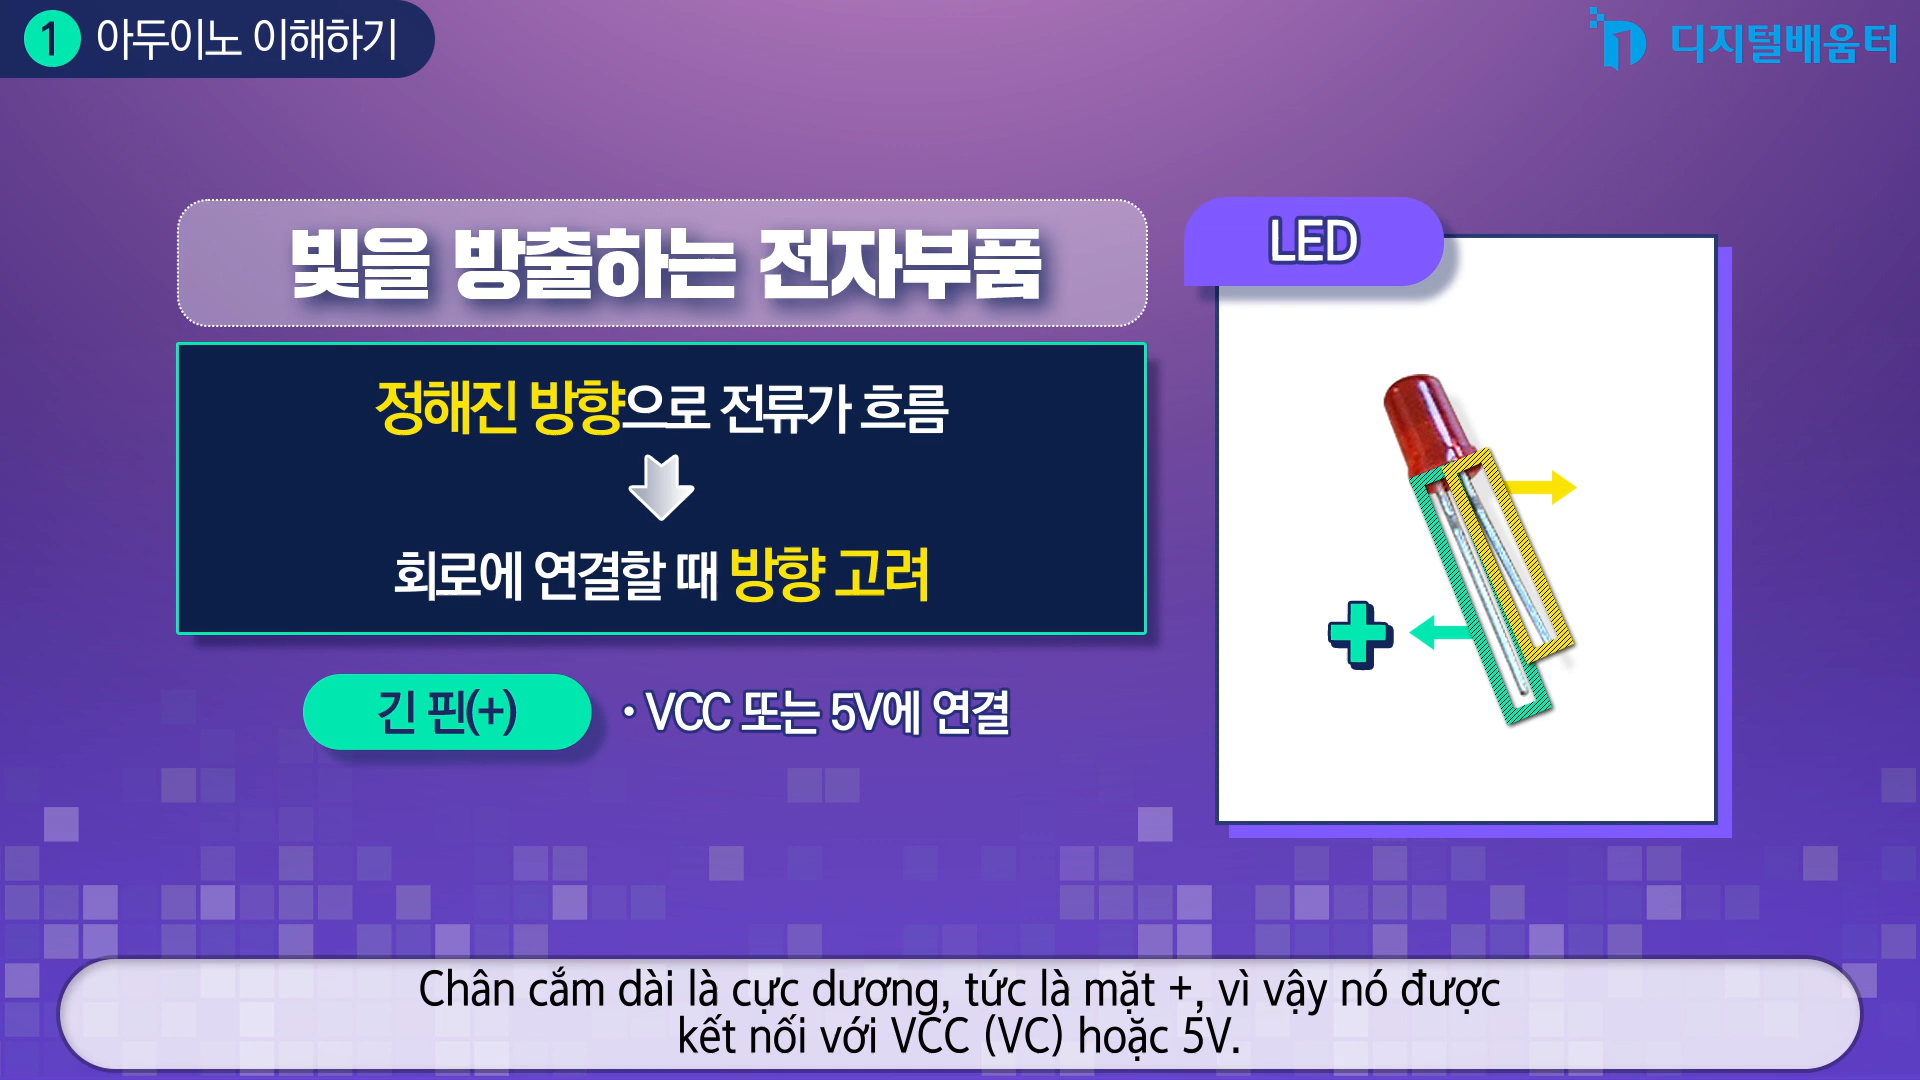 1 아두이노 이해하기
디지털배움터
빛을 방출하는 전자부품
LED
정해진 방향으로 전류가 흐름
회로에 연결할 때 방향 고려
+
긴 핀(+)
· VCC 또는 5V에 연결
Chân cắm dài là cực dương, tức là mặt +, vì vậy nó được
kết nối với VCC (VC) hoặc 5V.